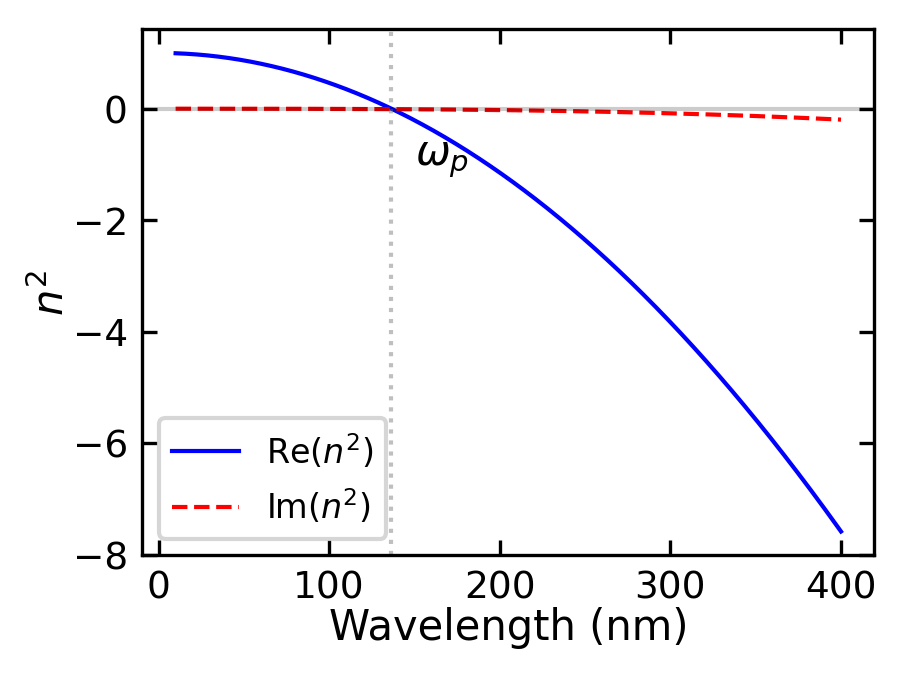 0
−2
−4
−6
−8
n²
ωₚ
Re(n²)
Im(n²)
0 100 200 300 400
Wavelength (nm)